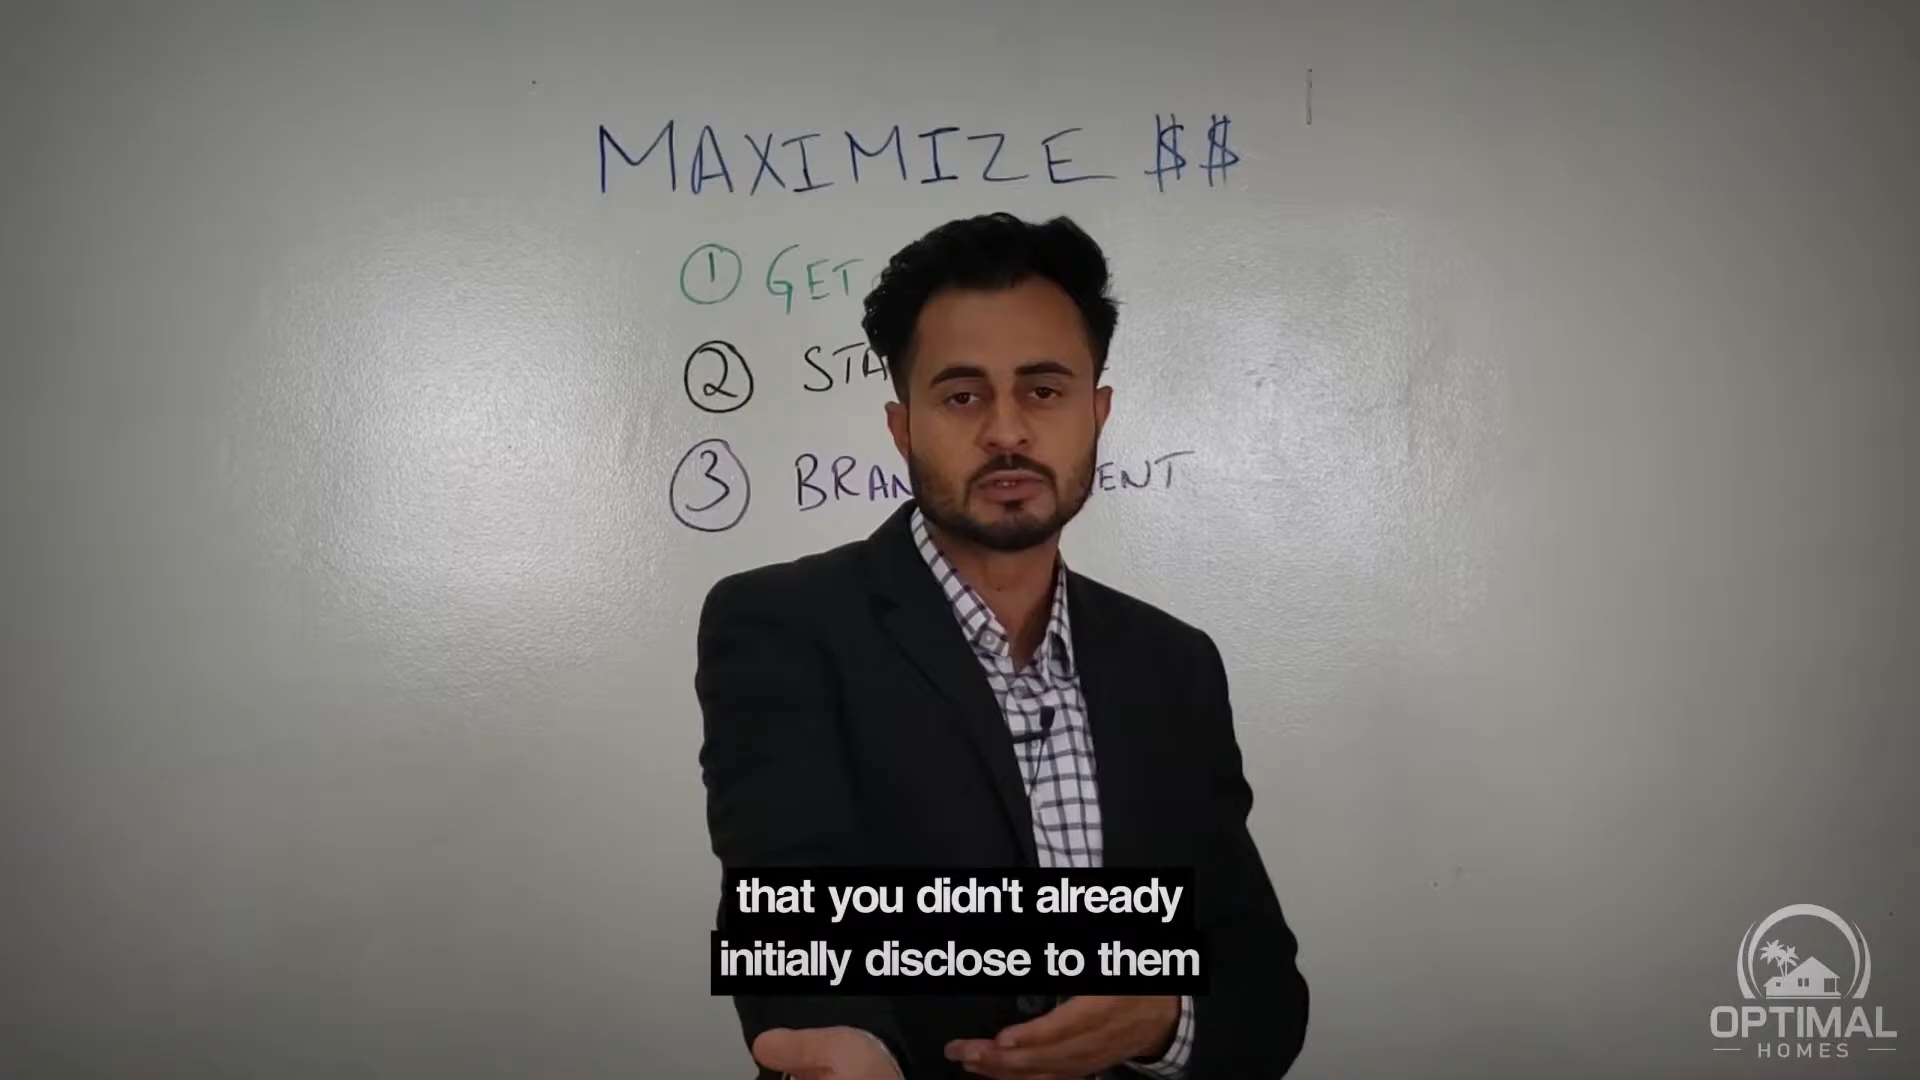 MAXIMIZE $$
1 GET
2 STA
3 BRAN ENT
that you didn't already
initially disclose to them
OPTIMAL
HOMES